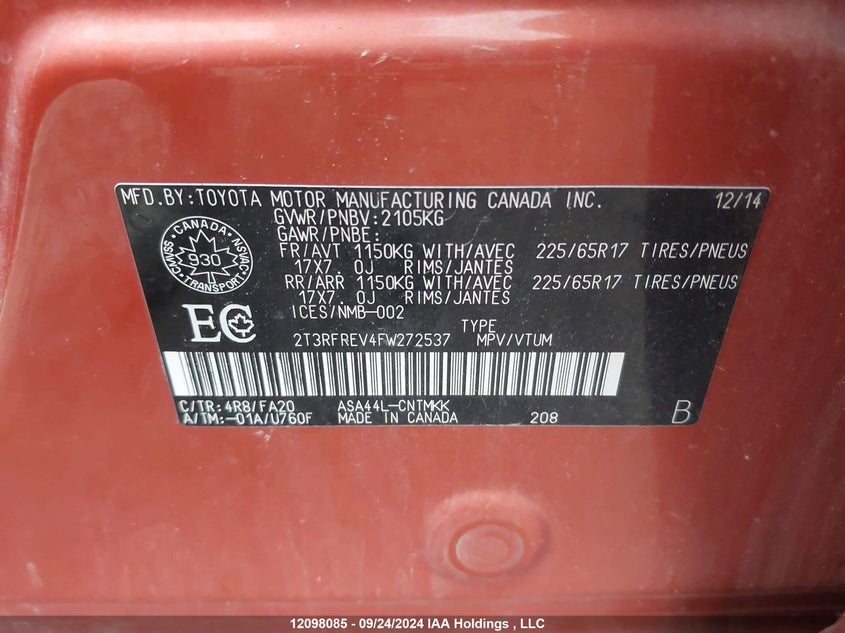 MFD.BY:TOYOTA MOTOR MANUFACTURING CANADA INC. 12/14
GVWR/PNBV:2105KG
GAWR/PNBE:
FR/AVT 1150KG WITH/AVEC 225/65R17 TIRES/PNEUS
17X7. 0J RIMS/JANTES
RR/ARR 1150KG WITH/AVEC 225/65R17 TIRES/PNEUS
17X7. 0J RIMS/JANTES
ICES/NMB-002
CANADA
930
TRANSPORT
CMVSS
NSVAC
EC
TYPE
2T3RFREV4FW272537 MPV/VTUM
C/TR:4R8/FA20 ASA44L-CNTMKK
A/TM:-01A/U760F MADE IN CANADA 208 B
12098085 - 09/24/2024 IAA Holdings , LLC